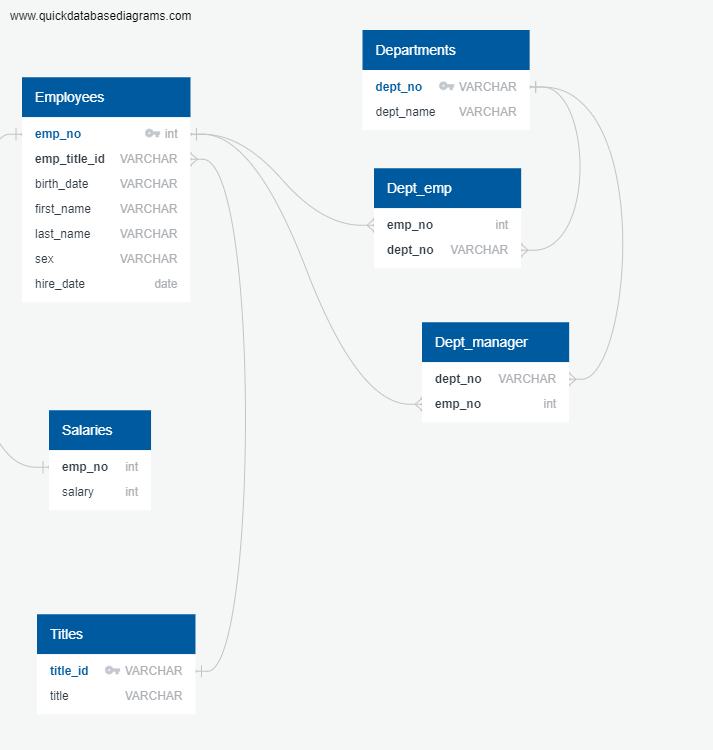 www.quickdatabasediagrams.com
Departments
dept_no VARCHAR
dept_name VARCHAR
Employees
emp_no int
emp_title_id VARCHAR
birth_date VARCHAR
first_name VARCHAR
last_name VARCHAR
sex VARCHAR
hire_date date
Dept_emp
emp_no int
dept_no VARCHAR
Dept_manager
dept_no VARCHAR
emp_no int
Salaries
emp_no int
salary int
Titles
title_id VARCHAR
title VARCHAR